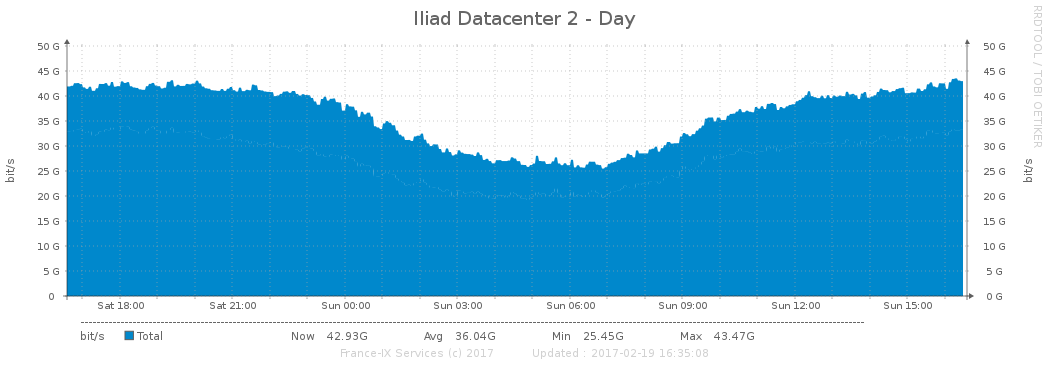 Iliad Datacenter 2 - Day
RRDTOOL / TOBI OETIKER
50 G 50 G
45 G 45 G
40 G 40 G
35 G 35 G
30 G 30 G
25 G 25 G
20 G 20 G
15 G 15 G
10 G 10 G
5 G 5 G
0 0 G
bit/s bit/s
Sat 18:00 Sat 21:00 Sun 00:00 Sun 03:00 Sun 06:00 Sun 09:00 Sun 12:00 Sun 15:00
bit/s Total Now 42.93G Avg 36.04G Min 25.45G Max 43.47G
France-IX Services (c) 2017 Updated : 2017-02-19 16:35:08